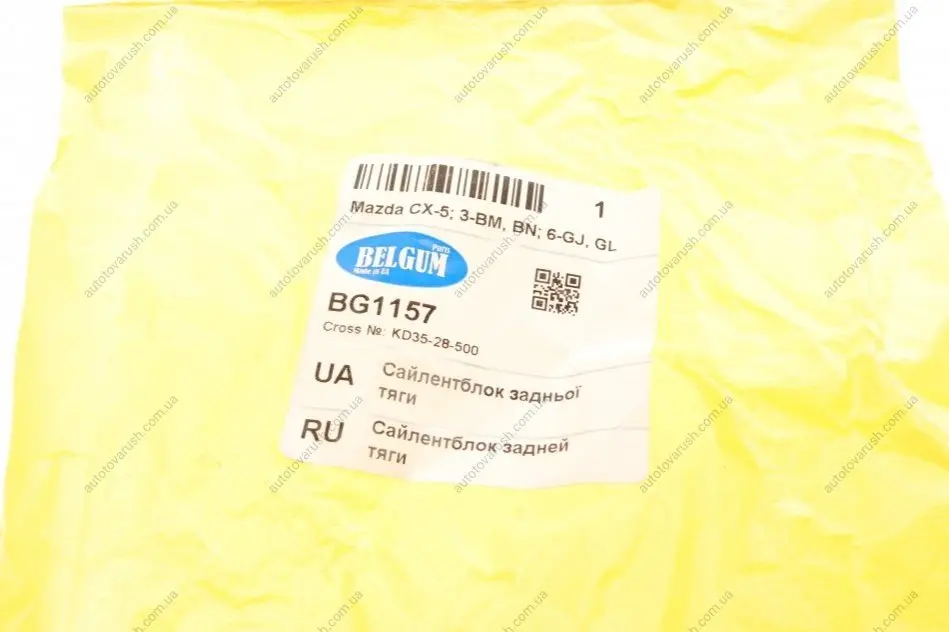 1
Mazda CX-5; 3-BM, BN; 6-GJ, GL
Parts
BELGUM
Made in EA
BG1157
Cross №: KD35-28-500
UA Сайлентблок задньої
тяги
RU Сайлентблок задней
тяги
autotovarush.com.ua